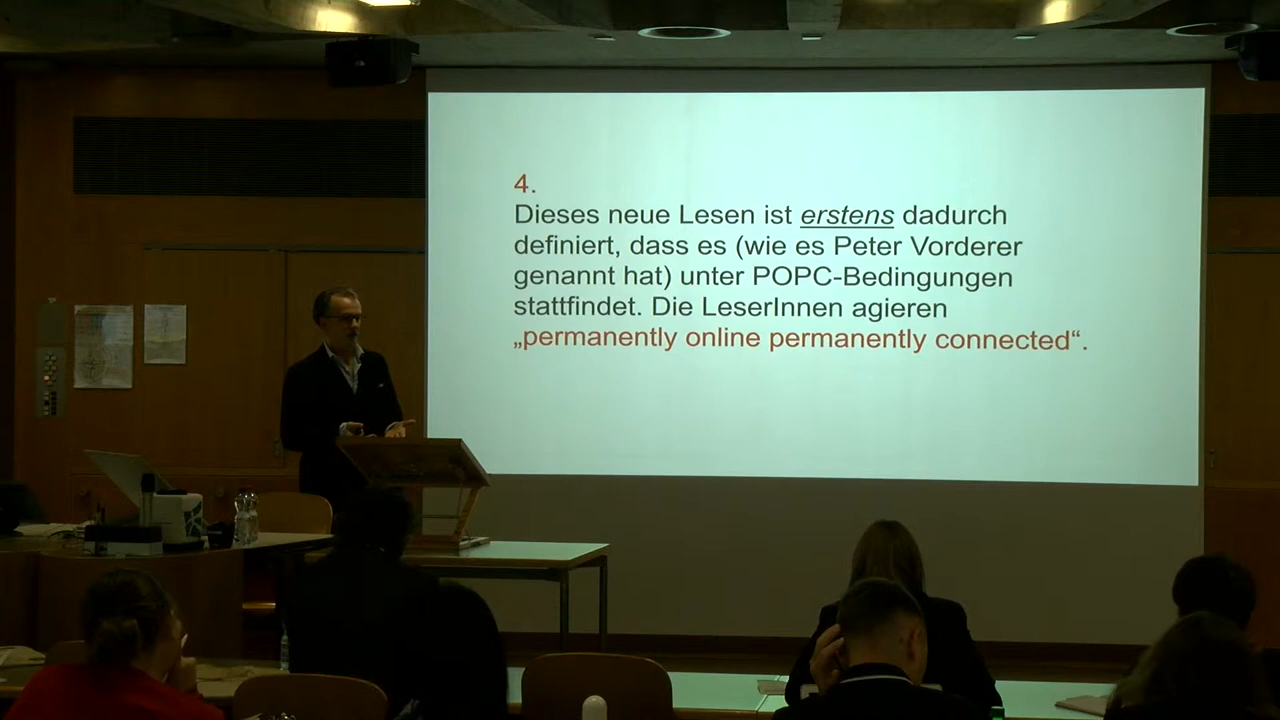 4.
Dieses neue Lesen ist erstens dadurch
definiert, dass es (wie es Peter Vorderer
genannt hat) unter POPC-Bedingungen
stattfindet. Die LeserInnen agieren
„permanently online permanently connected“.